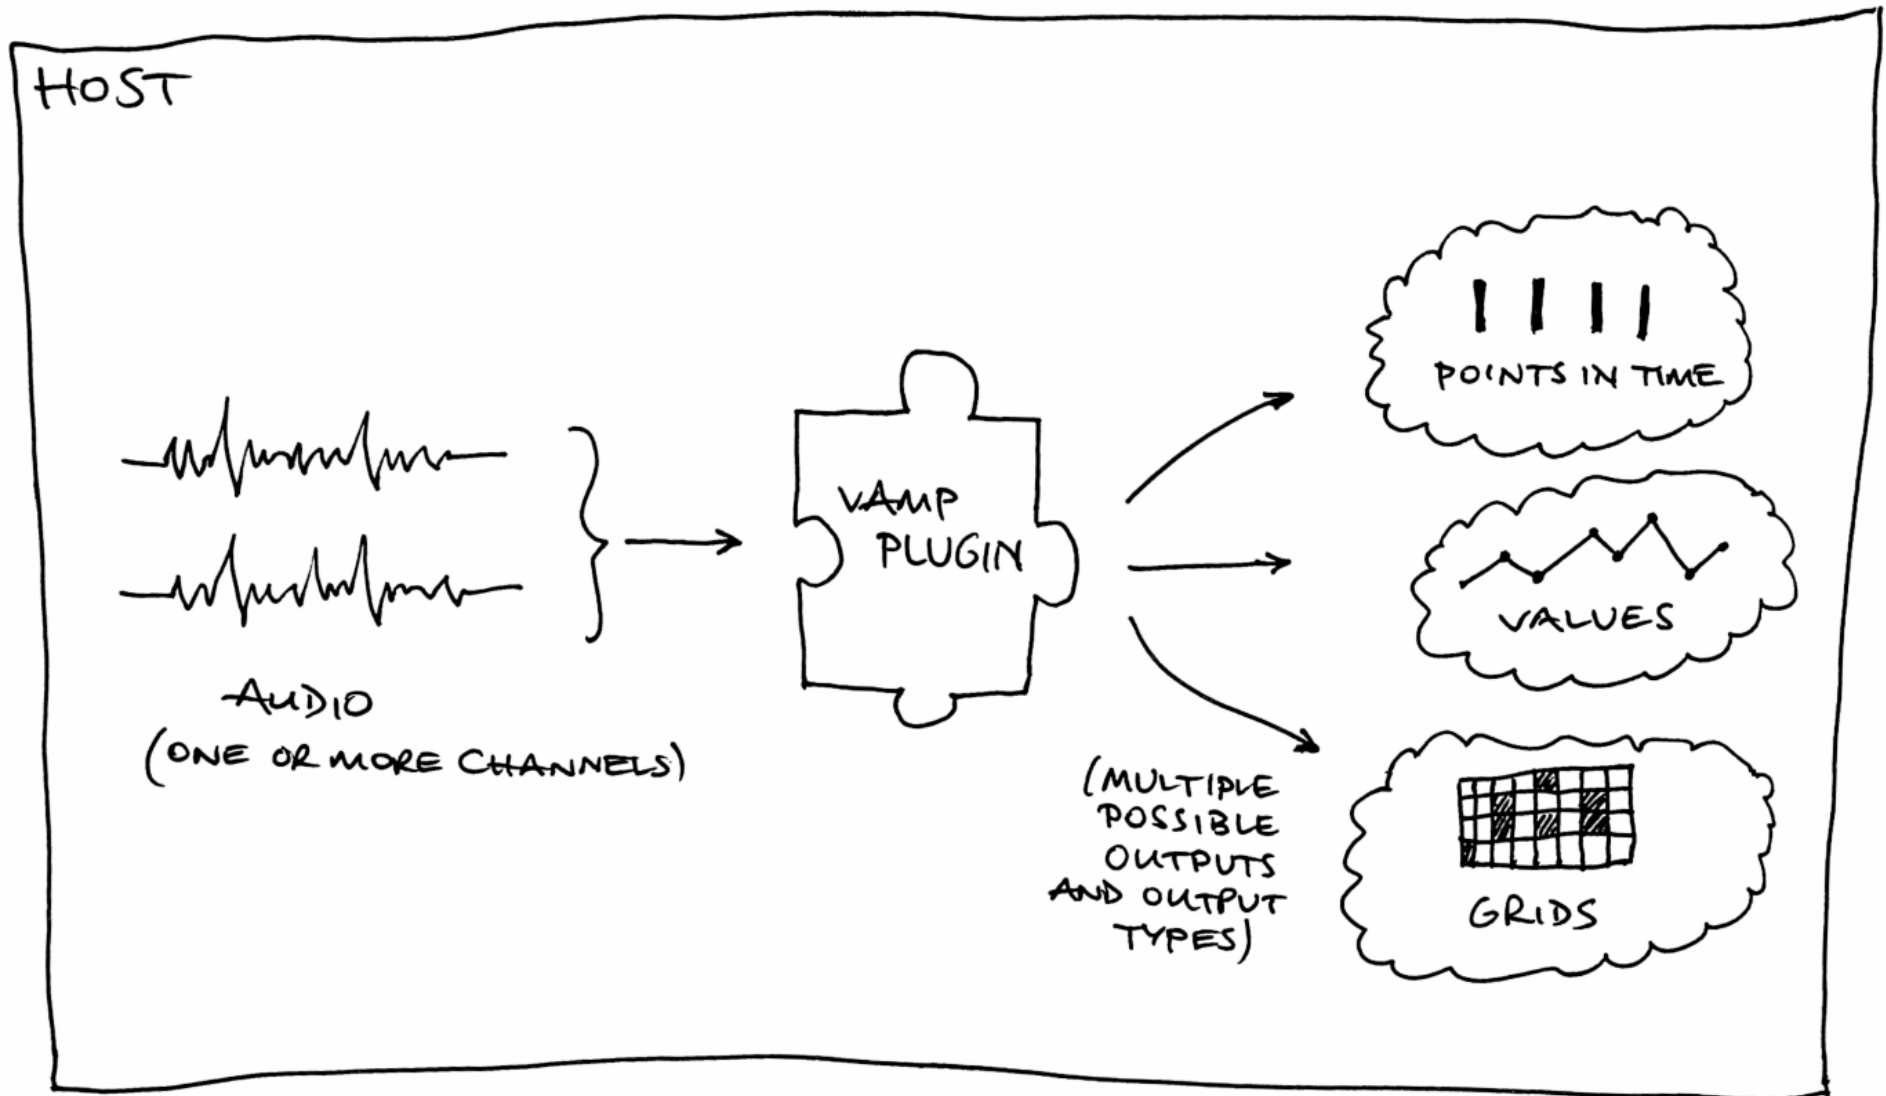 HOST
AUDIO
(ONE OR MORE CHANNELS)
VAMP
PLUGIN
(MULTIPLE
POSSIBLE
OUTPUTS
AND OUTPUT
TYPES)
POINTS IN TIME
VALUES
GRIDS